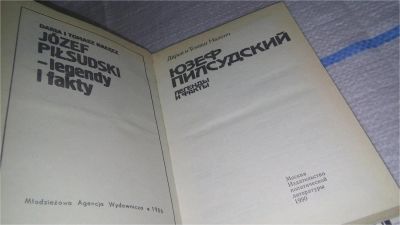 DARIA I TOMASZ NAŁĘCZ
JÓZEF
PIŁSUDSKI
– legendy
i fakty
Młodzieżowa Agencja Wydawnicza • 1986
Дарья и Томаш Наленч
ЮЗЕФ
ПИЛСУДСКИЙ
ЛЕГЕНДЫ
И ФАКТЫ
Москва
Издательство
политической
литературы
1990